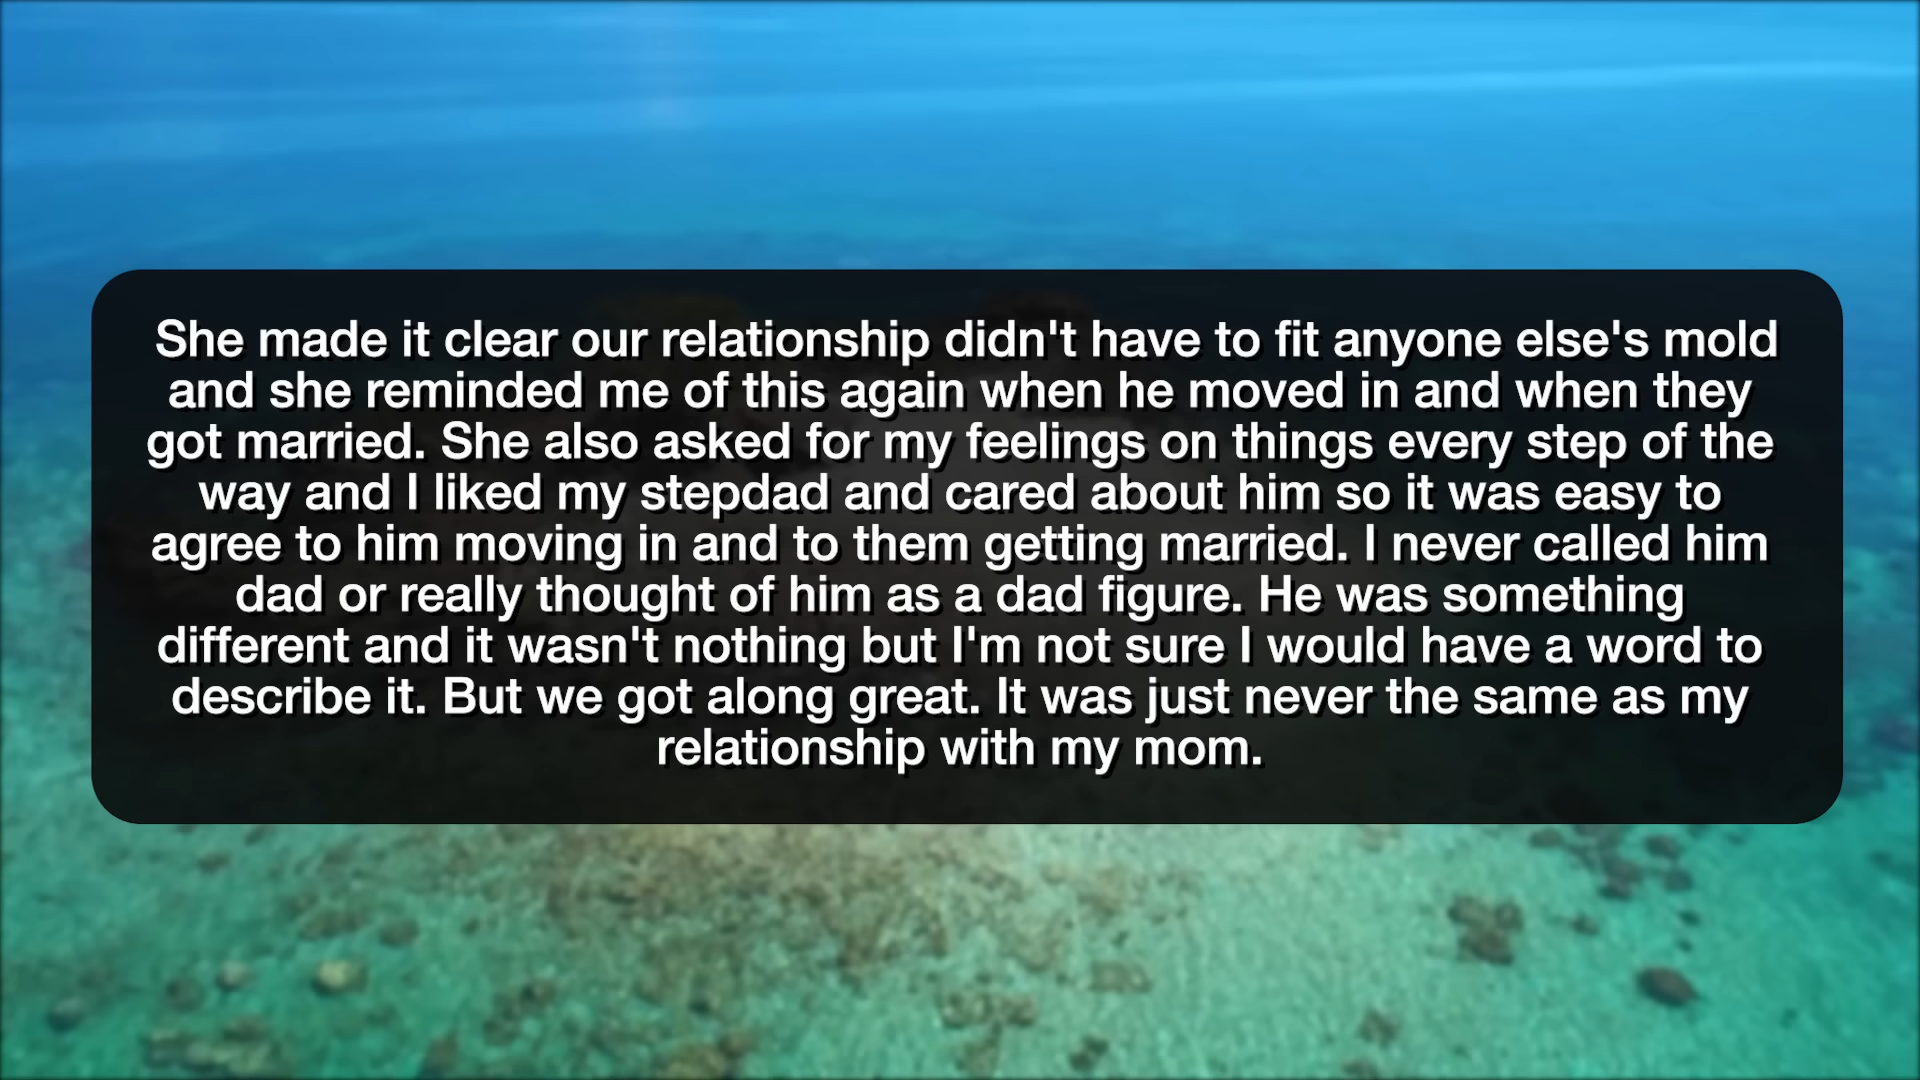 She made it clear our relationship didn't have to fit anyone else's mold
and she reminded me of this again when he moved in and when they
got married. She also asked for my feelings on things every step of the
way and I liked my stepdad and cared about him so it was easy to
agree to him moving in and to them getting married. I never called him
dad or really thought of him as a dad figure. He was something
different and it wasn't nothing but I'm not sure I would have a word to
describe it. But we got along great. It was just never the same as my
relationship with my mom.